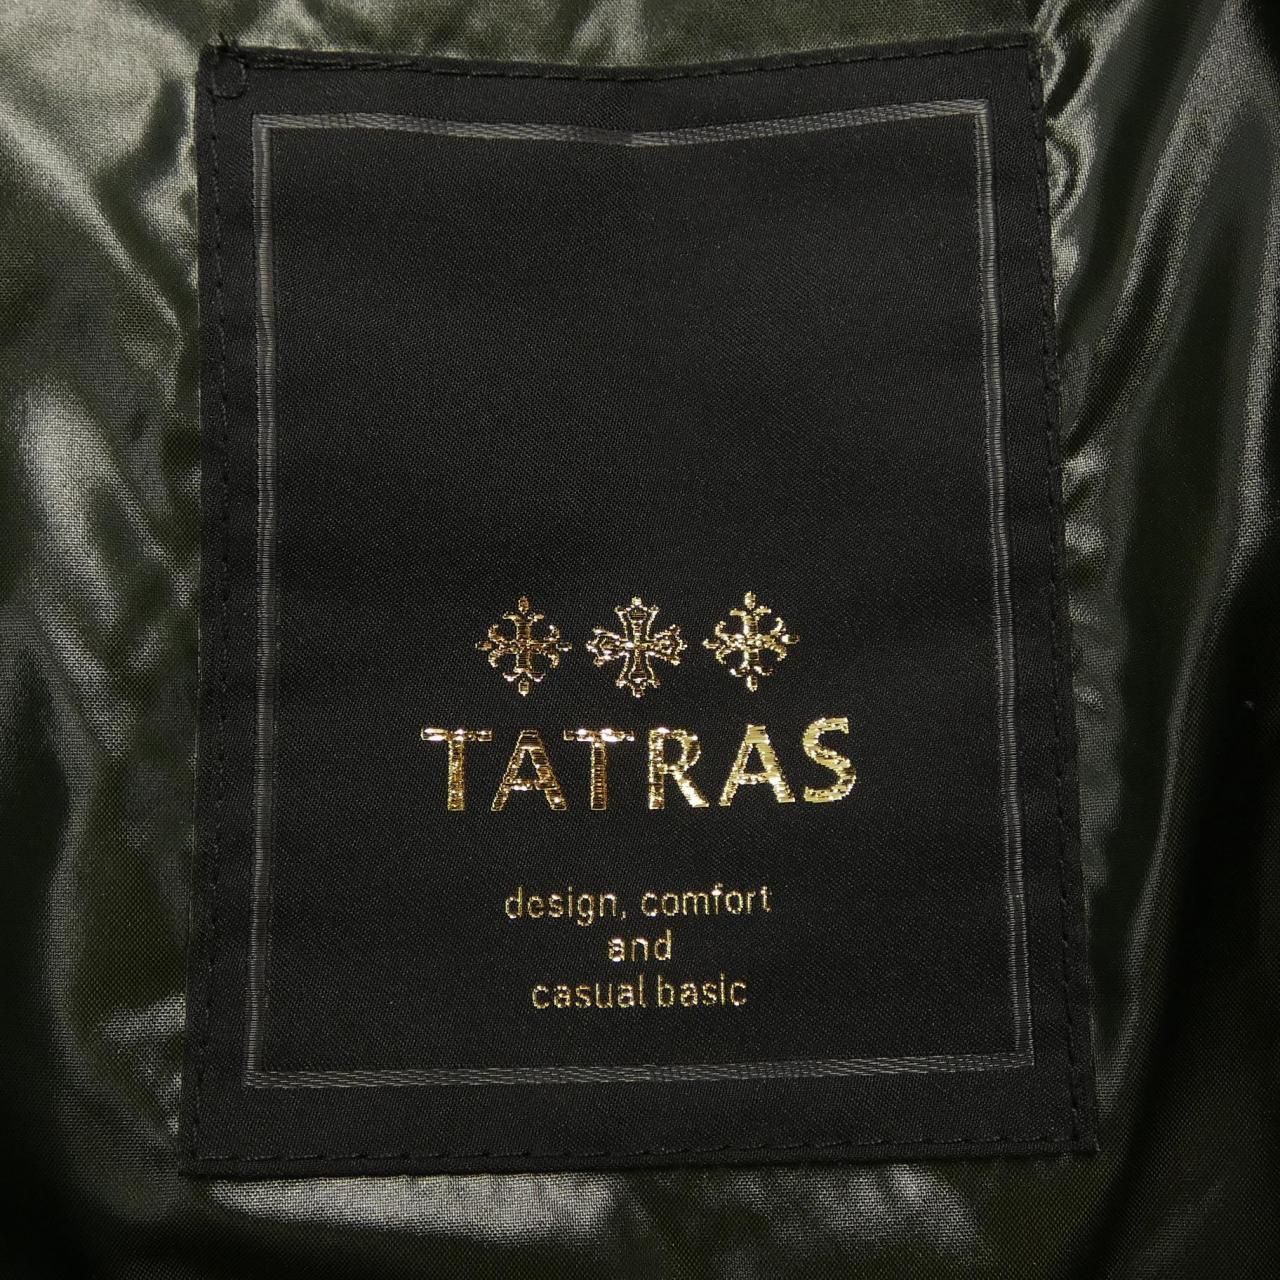 TATRAS
design, comfort
and
casual basic